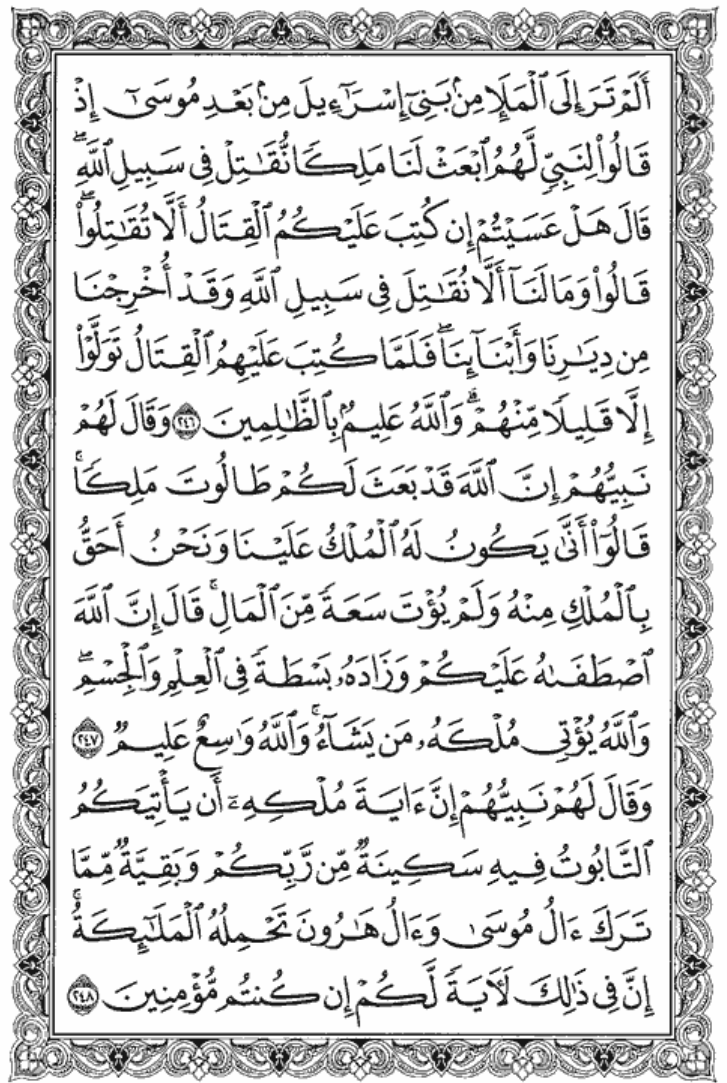 أَلَمْ تَرَ إِلَى ٱلْمَلَإِ مِنۢ بَنِىٓ إِسْرَٰٓءِيلَ مِنۢ بَعْدِ مُوسَىٰٓ إِذْ
قَالُوا۟ لِنَبِىٍّ لَّهُمُ ٱبْعَثْ لَنَا مَلِكًا نُّقَٰتِلْ فِى سَبِيلِ ٱللَّهِ ۖ
قَالَ هَلْ عَسَيْتُمْ إِن كُتِبَ عَلَيْكُمُ ٱلْقِتَالُ أَلَّا تُقَٰتِلُوا۟ ۖ
قَالُوا۟ وَمَا لَنَآ أَلَّا نُقَٰتِلَ فِى سَبِيلِ ٱللَّهِ وَقَدْ أُخْرِجْنَا
مِن دِيَٰرِنَا وَأَبْنَآئِنَا ۖ فَلَمَّا كُتِبَ عَلَيْهِمُ ٱلْقِتَالُ تَوَلَّوْا۟
إِلَّا قَلِيلًا مِّنْهُمْ ۗ وَٱللَّهُ عَلِيمٌۢ بِٱلظَّٰلِمِينَ ٢٤٦ وَقَالَ لَهُمْ
نَبِيُّهُمْ إِنَّ ٱللَّهَ قَدْ بَعَثَ لَكُمْ طَالُوتَ مَلِكًا ۚ
قَالُوٓا۟ أَنَّىٰ يَكُونُ لَهُ ٱلْمُلْكُ عَلَيْنَا وَنَحْنُ أَحَقُّ
بِٱلْمُلْكِ مِنْهُ وَلَمْ يُؤْتَ سَعَةً مِّنَ ٱلْمَالِ ۚ قَالَ إِنَّ ٱللَّهَ
ٱصْطَفَىٰهُ عَلَيْكُمْ وَزَادَهُۥ بَسْطَةً فِى ٱلْعِلْمِ وَٱلْجِسْمِ ۖ
وَٱللَّهُ يُؤْتِى مُلْكَهُۥ مَن يَشَآءُ ۚ وَٱللَّهُ وَٰسِعٌ عَلِيمٌ ٢٤٧
وَقَالَ لَهُمْ نَبِيُّهُمْ إِنَّ ءَايَةَ مُلْكِهِۦٓ أَن يَأْتِيَكُمُ
ٱلتَّابُوتُ فِيهِ سَكِينَةٌ مِّن رَّبِّكُمْ وَبَقِيَّةٌ مِّمَّا
تَرَكَ ءَالُ مُوسَىٰ وَءَالُ هَٰرُونَ تَحْمِلُهُ ٱلْمَلَٰٓئِكَةُ ۚ
إِنَّ فِى ذَٰلِكَ لَءَايَةً لَّكُمْ إِن كُنتُم مُّؤْمِنِينَ ٢٤٨